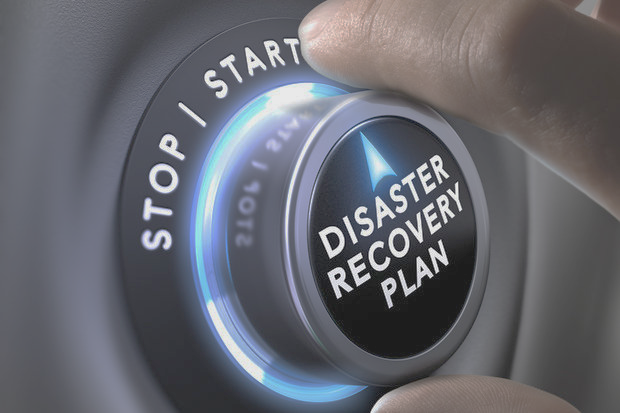 STOP | START
DISASTER
RECOVERY
PLAN